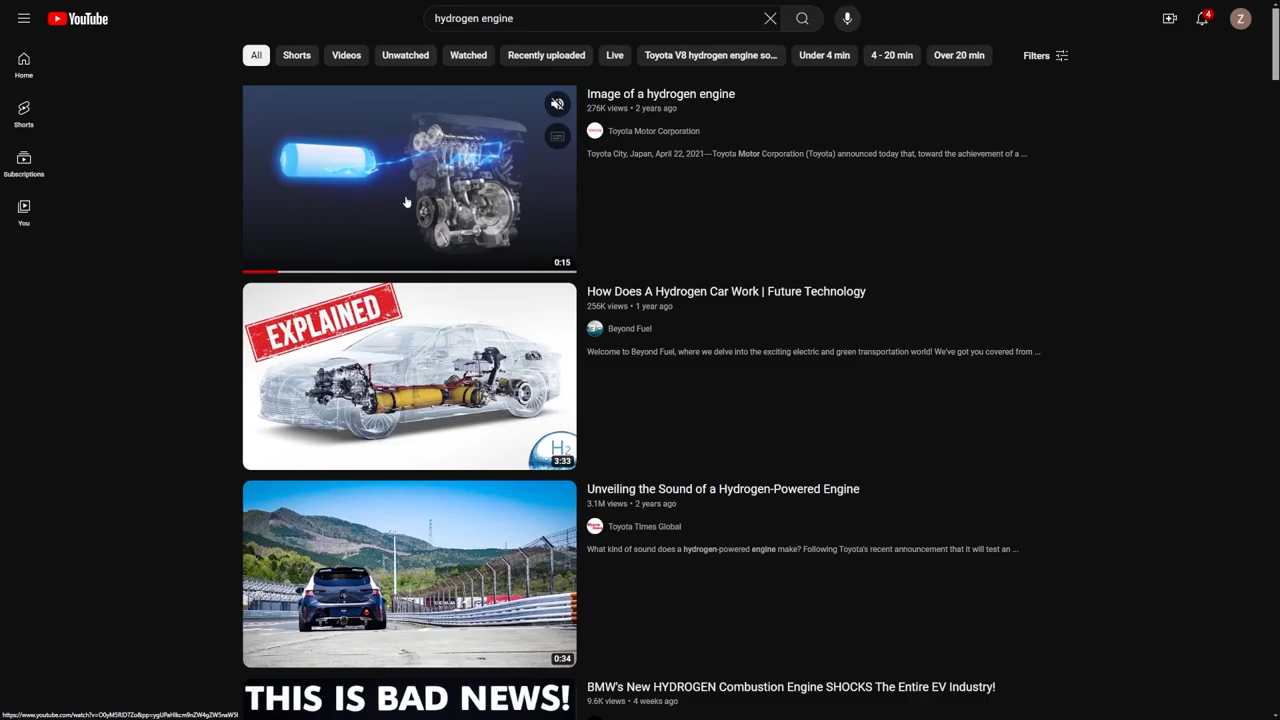 YouTube
hydrogen engine
4
Z
All
Shorts
Videos
Unwatched
Watched
Recently uploaded
Live
Toyota V8 hydrogen engine so...
Under 4 min
4 - 20 min
Over 20 min
Filters
Home
Shorts
Subscriptions
You
0:15
Image of a hydrogen engine
276K views • 2 years ago
Toyota Motor Corporation
Toyota City, Japan, April 22, 2021—Toyota Motor Corporation (Toyota) announced today that, toward the achievement of a ...
EXPLAINED
H2
3:33
How Does A Hydrogen Car Work | Future Technology
256K views • 1 year ago
Beyond Fuel
Welcome to Beyond Fuel, where we delve into the exciting electric and green transportation world! We've got you covered from ...
0:34
Unveiling the Sound of a Hydrogen-Powered Engine
3.1M views • 2 years ago
Toyota Times Global
What kind of sound does a hydrogen-powered engine make? Following Toyota's recent announcement that it will test an ...
THIS IS BAD NEWS!
BMW's New HYDROGEN Combustion Engine SHOCKS The Entire EV Industry!
9.6K views • 4 weeks ago